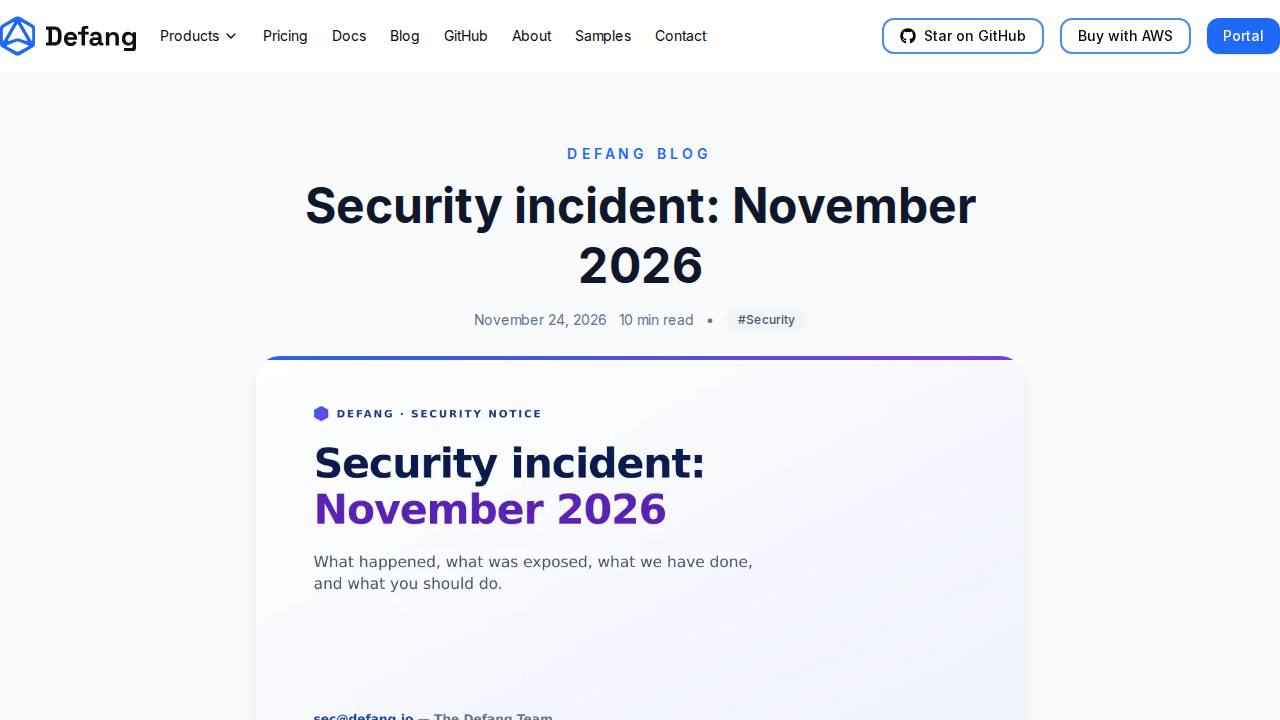 Defang
Products
Pricing
Docs
Blog
GitHub
About
Samples
Contact
Star on GitHub
Buy with AWS
Portal
DEFANG BLOG
Security incident: November
2026
November 24, 2026 10 min read • #Security
DEFANG · SECURITY NOTICE
Security incident:
November 2026
What happened, what was exposed, what we have done,
and what you should do.
sec@defang.io — The Defang Team